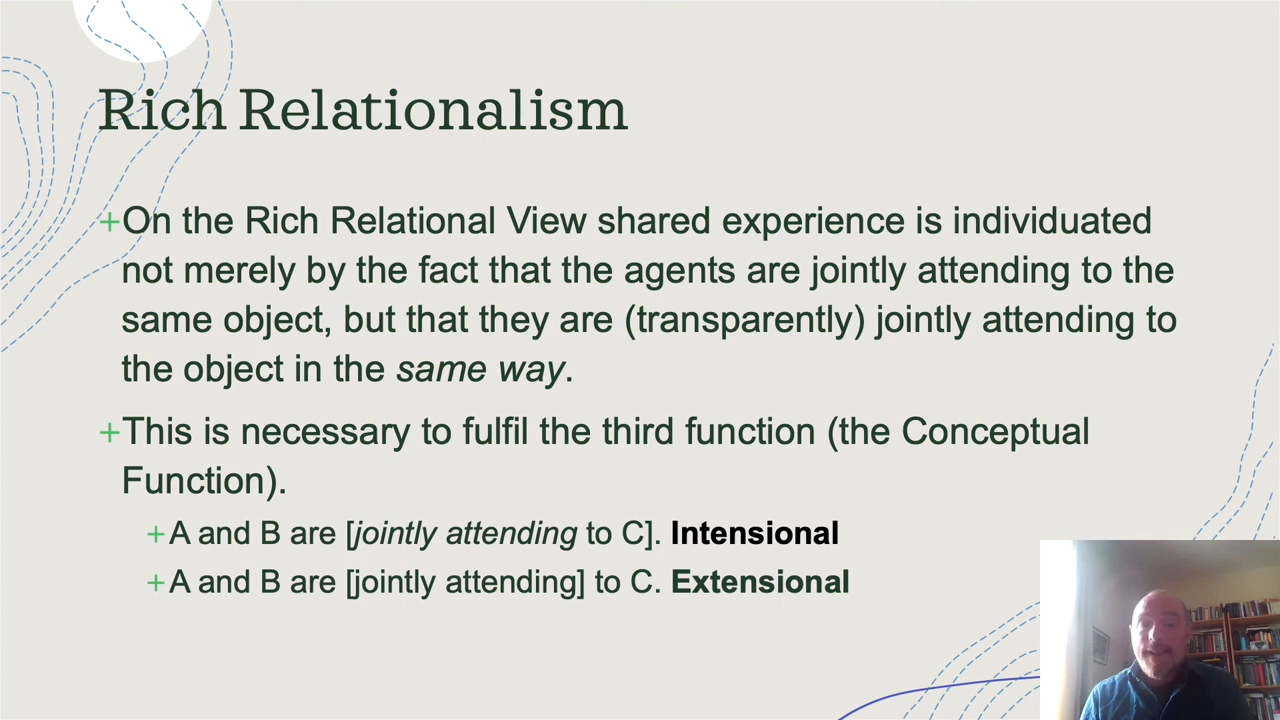 Rich Relationalism
+On the Rich Relational View shared experience is individuated
not merely by the fact that the agents are jointly attending to the
same object, but that they are (transparently) jointly attending to
the object in the same way.
+This is necessary to fulfil the third function (the Conceptual
Function).
+A and B are [jointly attending to C]. Intensional
+A and B are [jointly attending] to C. Extensional